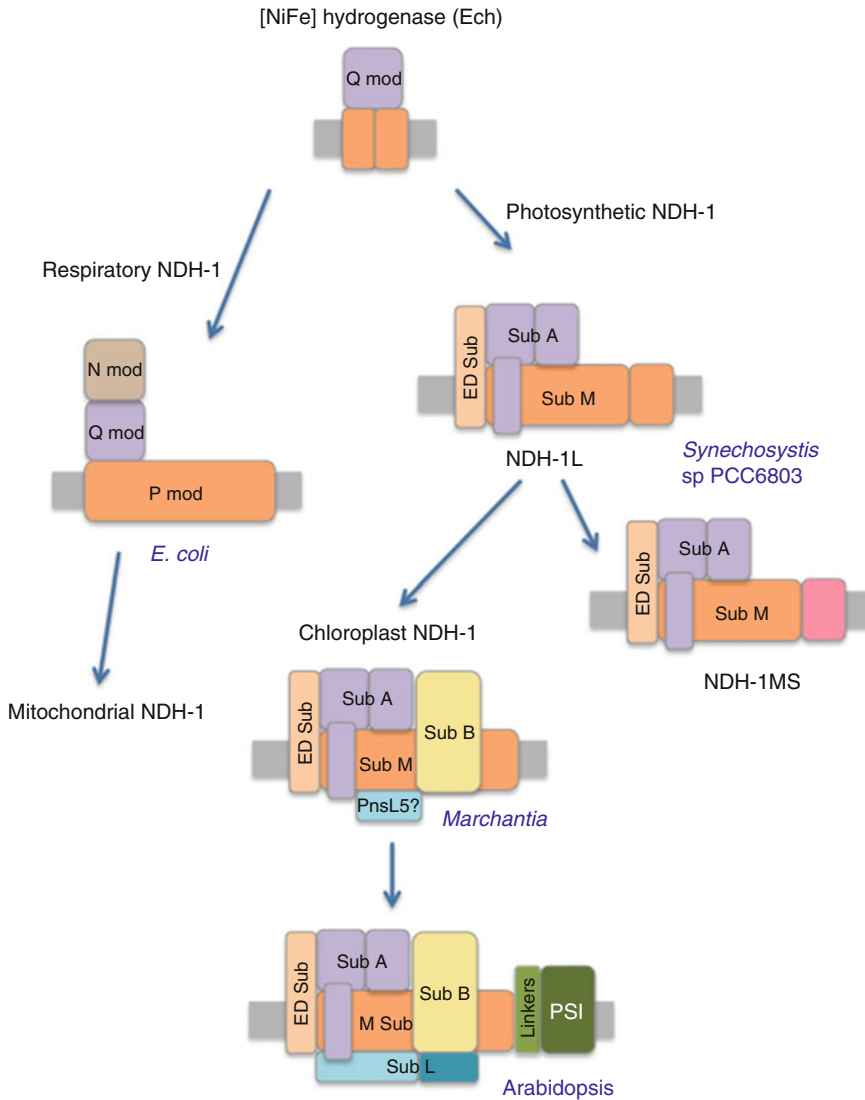 [NiFe] hydrogenase (Ech)
Q mod
Photosynthetic NDH-1
Respiratory NDH-1
ED Sub
Sub A
Sub M
NDH-1L
Synechosystis
sp PCC6803
N mod
Q mod
P mod
E. coli
ED Sub
Sub A
Sub M
NDH-1MS
Chloroplast NDH-1
Mitochondrial NDH-1
ED Sub
Sub A
Sub B
Sub M
PnsL5?
Marchantia
ED Sub
Sub A
Sub B
M Sub
Sub L
Linkers
PSI
Arabidopsis